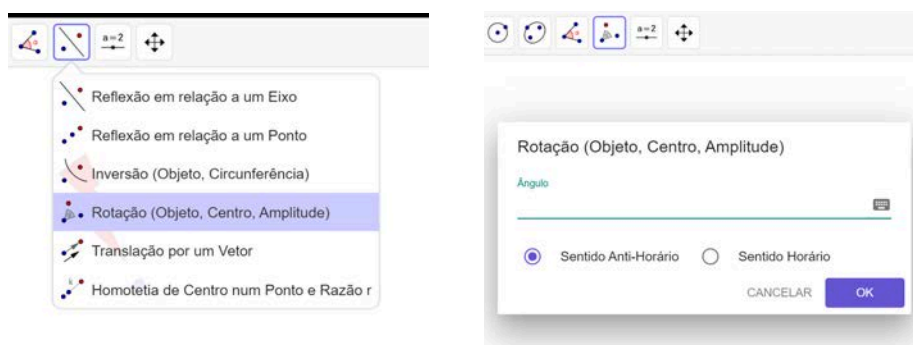 a=2
Reflexão em relação a um Eixo
Reflexão em relação a um Ponto
Inversão (Objeto, Circunferência)
Rotação (Objeto, Centro, Amplitude)
Translação por um Vetor
Homotetia de Centro num Ponto e Razão r
a=2
Rotação (Objeto, Centro, Amplitude)
Ângulo
Sentido Anti-Horário Sentido Horário
CANCELAR OK